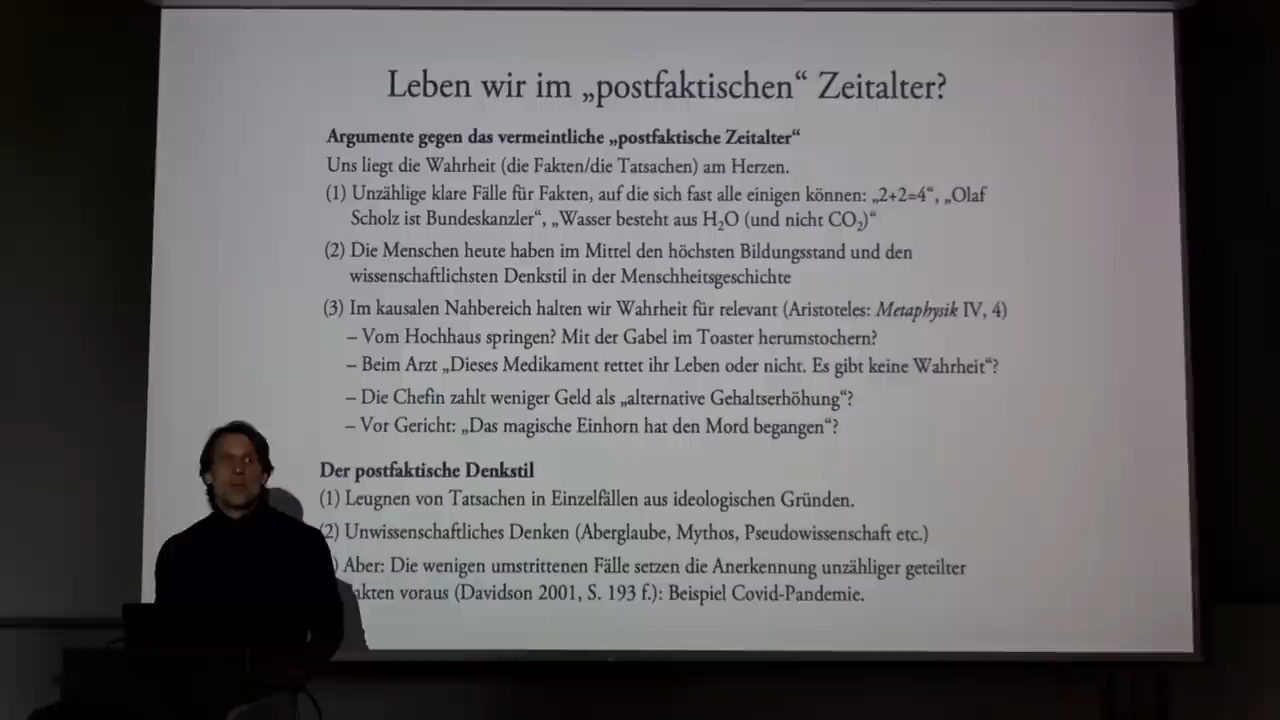 Leben wir im „postfaktischen“ Zeitalter?
Argumente gegen das vermeintliche „postfaktische Zeitalter“
Uns liegt die Wahrheit (die Fakten/die Tatsachen) am Herzen.
(1) Unzählige klare Fälle für Fakten, auf die sich fast alle einigen können: „2+2=4“, „Olaf
Scholz ist Bundeskanzler“, „Wasser besteht aus H₂O (und nicht CO₂)“
(2) Die Menschen heute haben im Mittel den höchsten Bildungsstand und den
wissenschaftlichsten Denkstil in der Menschheitsgeschichte
(3) Im kausalen Nahbereich halten wir Wahrheit für relevant (Aristoteles: Metaphysik IV, 4)
– Vom Hochhaus springen? Mit der Gabel im Toaster herumstochern?
– Beim Arzt „Dieses Medikament rettet ihr Leben oder nicht. Es gibt keine Wahrheit“?
– Die Chefin zahlt weniger Geld als „alternative Gehaltserhöhung“?
– Vor Gericht: „Das magische Einhorn hat den Mord begangen“?
Der postfaktische Denkstil
(1) Leugnen von Tatsachen in Einzelfällen aus ideologischen Gründen.
2) Unwissenschaftliches Denken (Aberglaube, Mythos, Pseudowissenschaft etc.)
) Aber: Die wenigen umstrittenen Fälle setzen die Anerkennung unzähliger geteilter
akten voraus (Davidson 2001, S. 193 f.): Beispiel Covid-Pandemie.